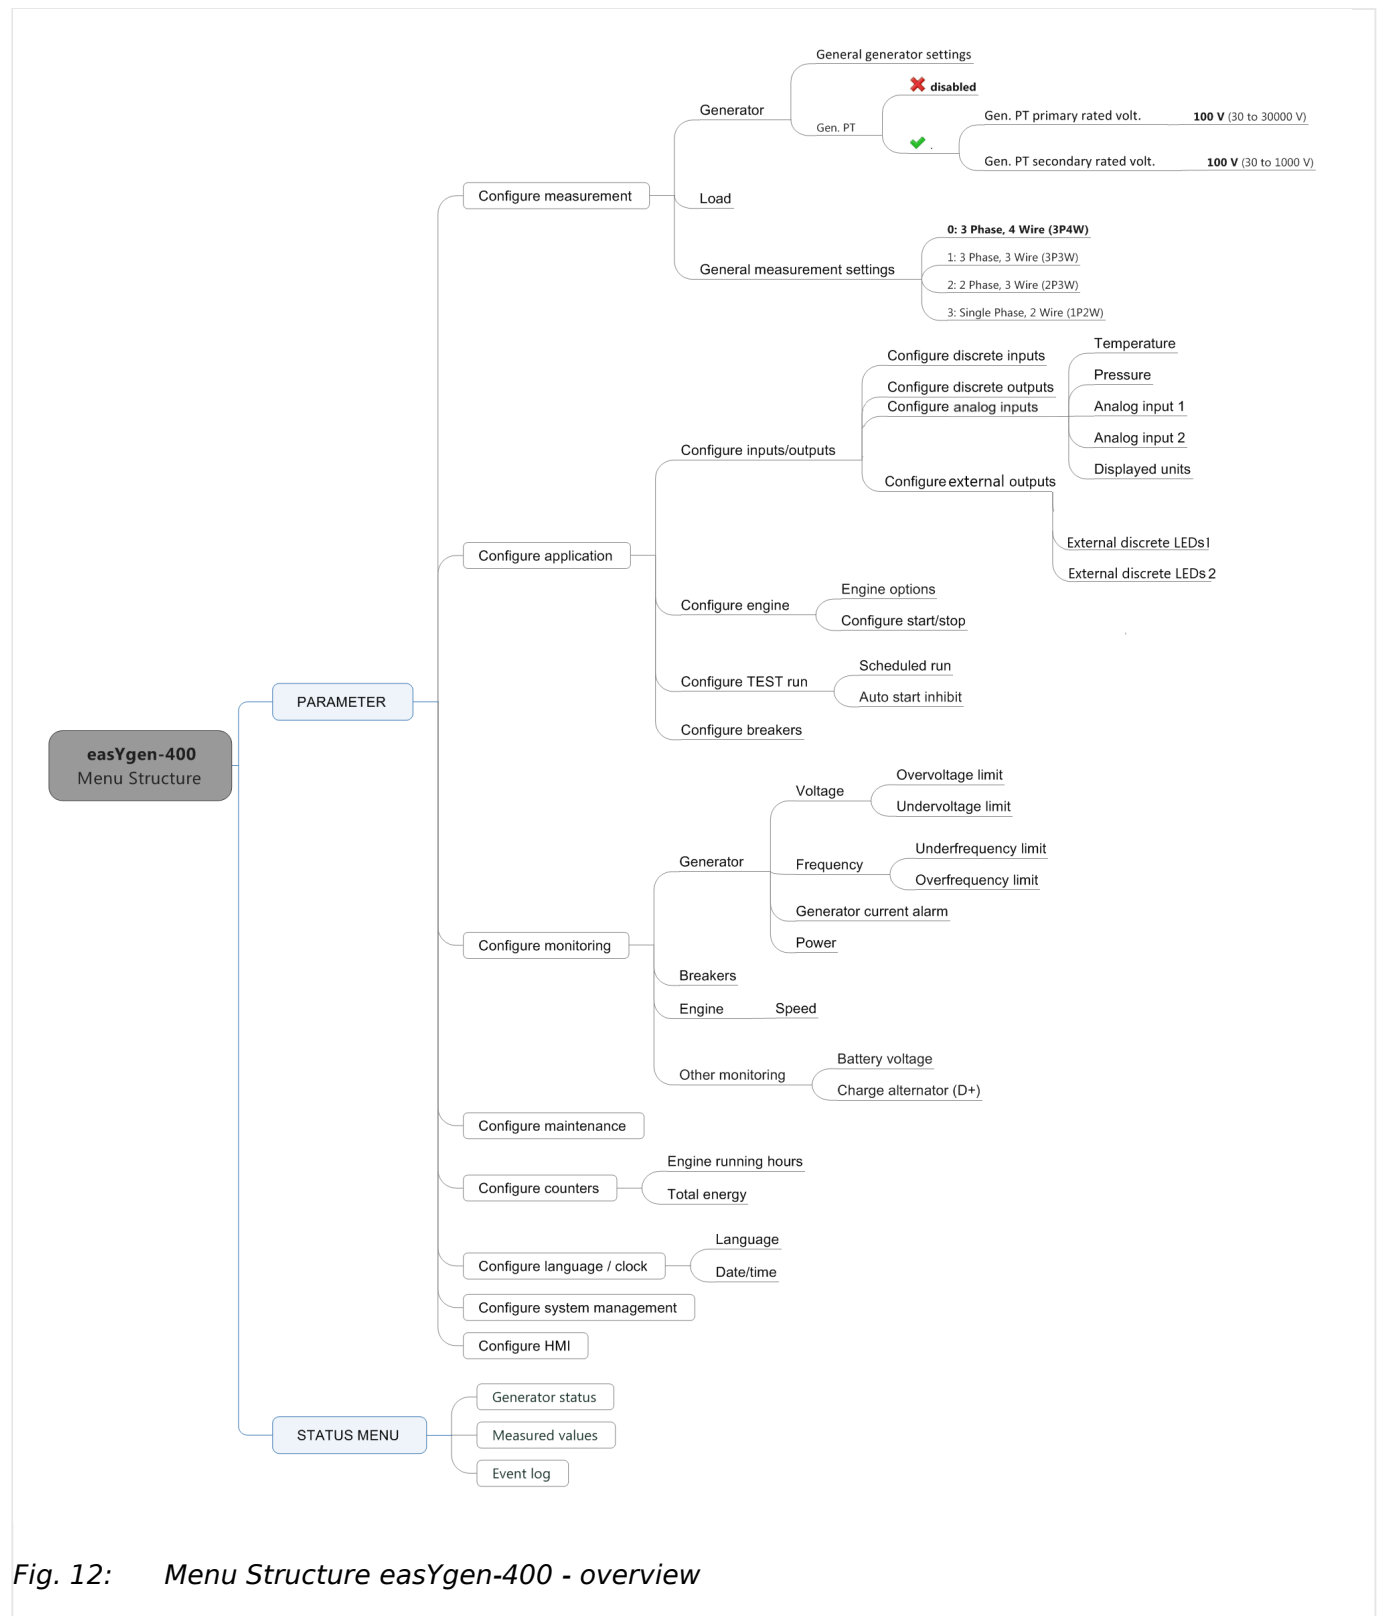 General generator settings
disabled
Generator
Gen. PT primary rated volt. 100 V (30 to 30000 V)
Gen. PT
.
Gen. PT secondary rated volt. 100 V (30 to 1000 V)
Configure measurement
Load
0: 3 Phase, 4 Wire (3P4W)
1: 3 Phase, 3 Wire (3P3W)
General measurement settings
2: 2 Phase, 3 Wire (2P3W)
3: Single Phase, 2 Wire (1P2W)
Temperature
Configure discrete inputs
Pressure
Configure discrete outputs
Configure analog inputs
Analog input 1
Analog input 2
Configure inputs/outputs
Displayed units
Configure external outputs
External discrete LEDs1
Configure application
External discrete LEDs 2
Engine options
Configure engine
Configure start/stop
Scheduled run
Configure TEST run
Auto start inhibit
PARAMETER
Configure breakers
easYgen-400
Menu Structure
Overvoltage limit
Voltage
Undervoltage limit
Underfrequency limit
Generator
Frequency
Overfrequency limit
Generator current alarm
Configure monitoring
Power
Breakers
Engine Speed
Battery voltage
Other monitoring
Charge alternator (D+)
Configure maintenance
Engine running hours
Configure counters
Total energy
Language
Configure language / clock
Date/time
Configure system management
Configure HMI
Generator status
STATUS MENU
Measured values
Event log
Fig. 12: Menu Structure easYgen-400 - overview